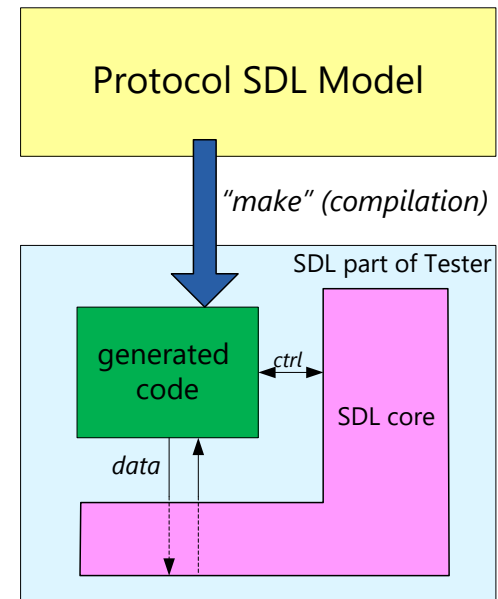 Protocol SDL Model
“make” (compilation)
SDL part of Tester
generated
code
ctrl
SDL core
data